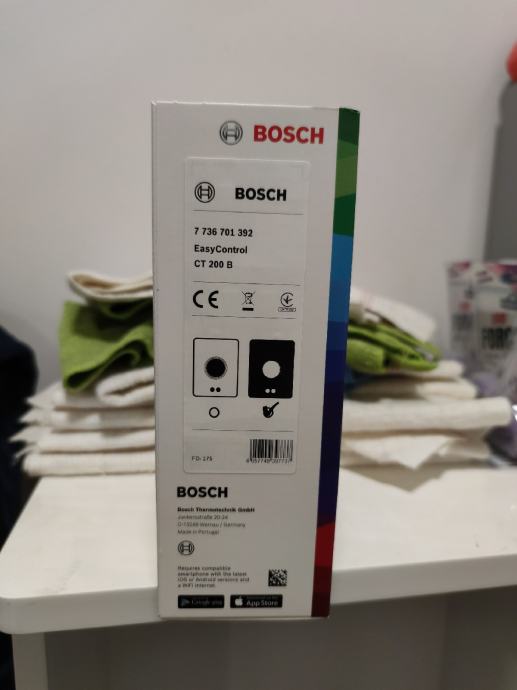 BOSCH
BOSCH
7 736 701 392
EasyControl
CT 200 B
CE
FD: 175
BOSCH
Bosch Thermotechnik GmbH
Junkersstraße 20-24
D-73249 Wernau / Germany
Made in Portugal
Requires compatible
smartphone with the latest
iOS or Android versions and
a WiFi internet.
Google play
App Store